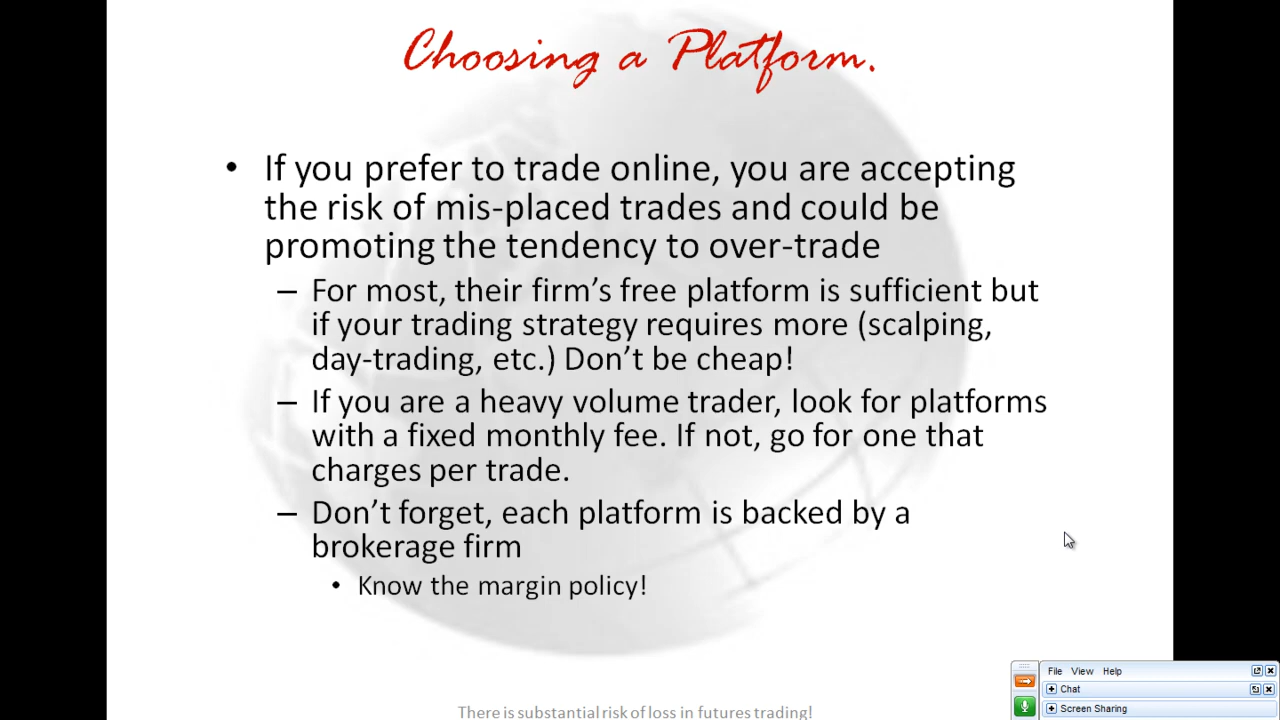 Choosing a Platform.
• If you prefer to trade online, you are accepting
the risk of mis-placed trades and could be
promoting the tendency to over-trade
– For most, their firm's free platform is sufficient but
if your trading strategy requires more (scalping,
day-trading, etc.) Don't be cheap!
– If you are a heavy volume trader, look for platforms
with a fixed monthly fee. If not, go for one that
charges per trade.
– Don't forget, each platform is backed by a
brokerage firm
• Know the margin policy!
File View Help
Chat
Screen Sharing
There is substantial risk of loss in futures trading!